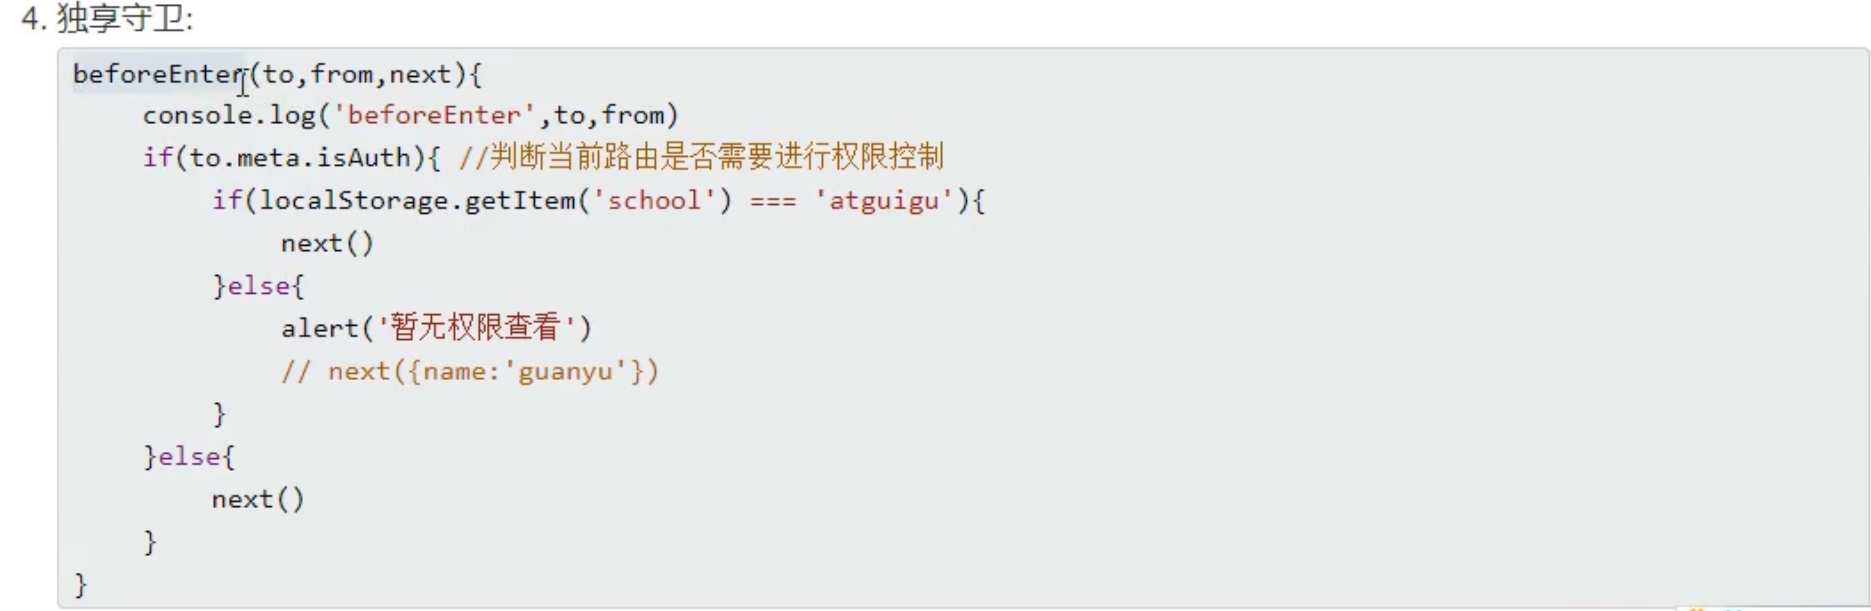 4. 独享守卫:
beforeEnter(to,from,next){
console.log('beforeEnter',to,from)
if(to.meta.isAuth){ //判断当前路由是否需要进行权限控制
if(localStorage.getItem('school') === 'atguigu'){
next()
}else{
alert('暂无权限查看')
// next({name:'guanyu'})
}
}else{
next()
}
}